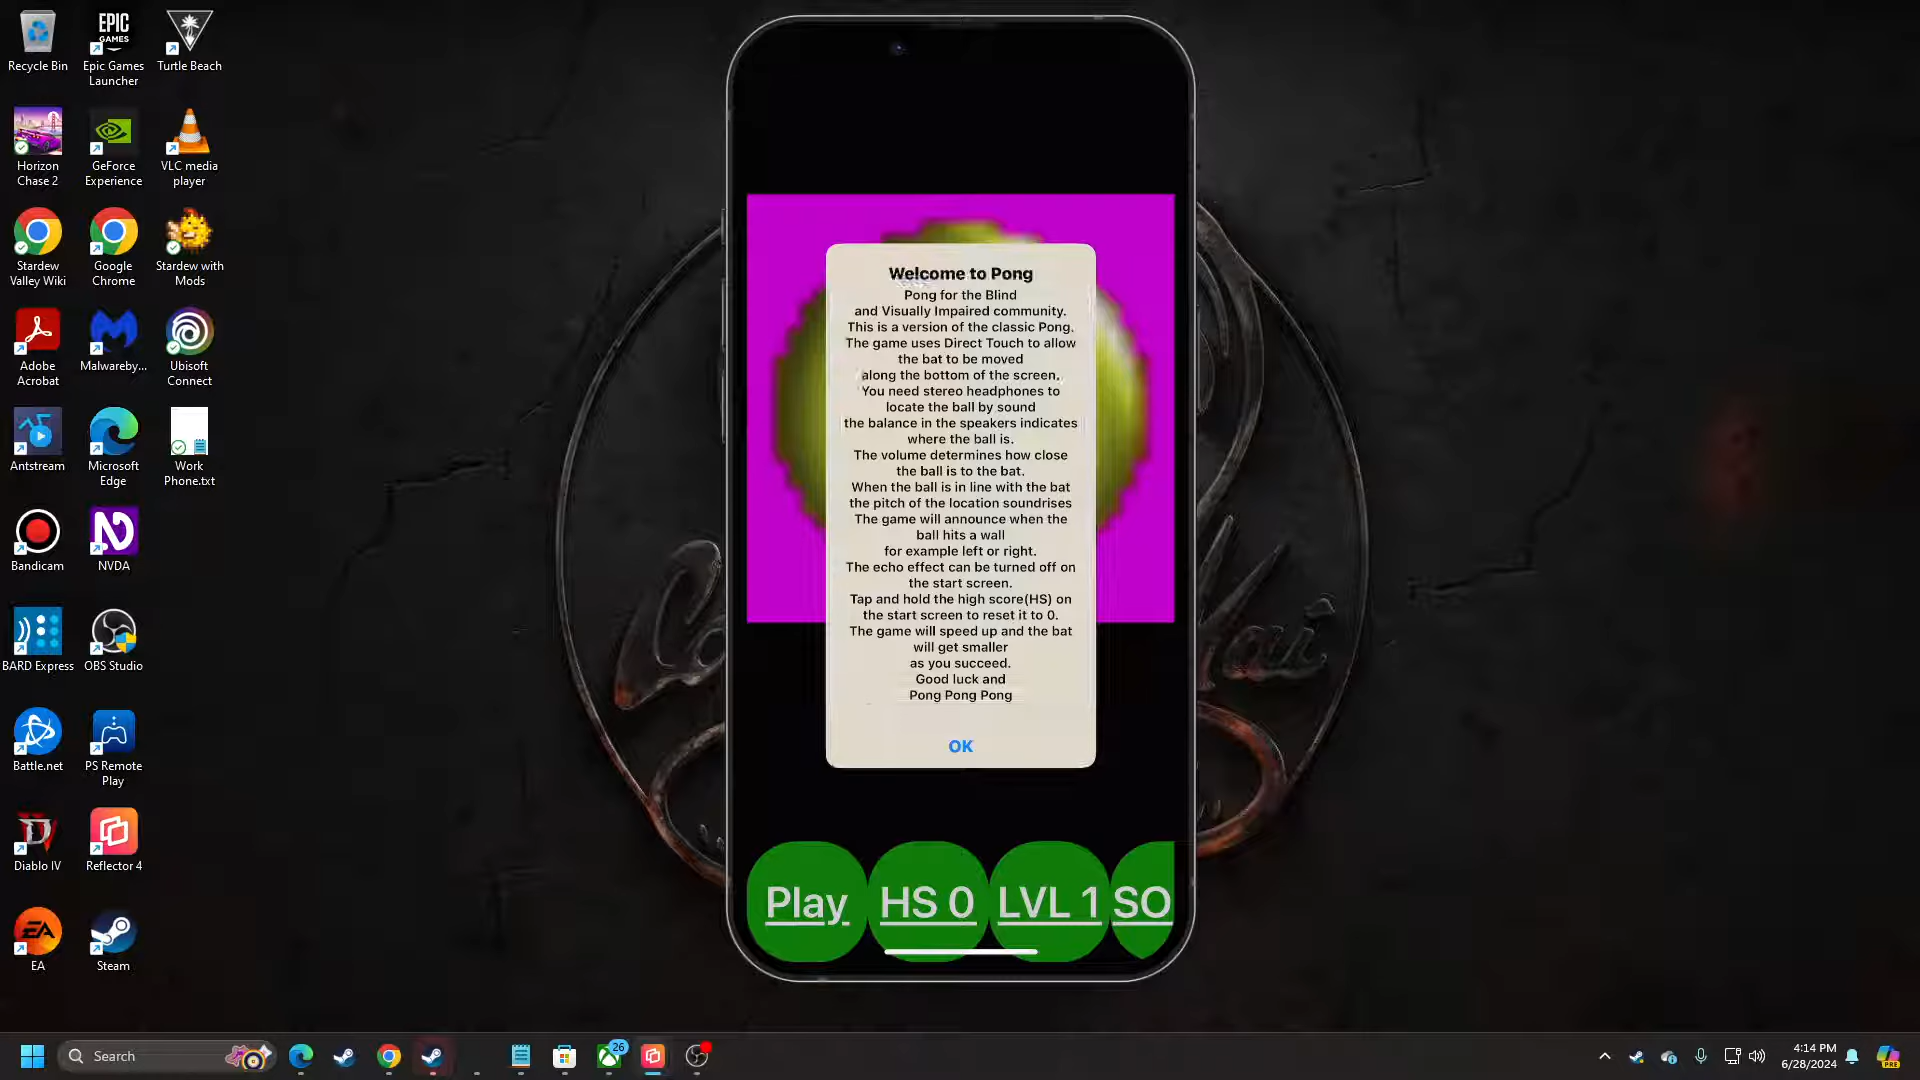 Recycle Bin
EPIC
GAMES
Epic Games
Launcher
Turtle Beach
Horizon
Chase 2
GeForce
Experience
VLC media
player
Stardew
Valley Wiki
Google
Chrome
Stardew with
Mods
Adobe
Acrobat
Malwareby...
Ubisoft
Connect
Antstream
Microsoft
Edge
Work
Phone.txt
Bandicam
NVDA
BARD Express
OBS Studio
Battle.net
PS Remote
Play
Diablo IV
Reflector 4
EA
EA
Steam
Welcome to Pong
Pong for the Blind
and Visually Impaired community.
This is a version of the classic Pong.
The game uses Direct Touch to allow
the bat to be moved
along the bottom of the screen.
You need stereo headphones to
locate the ball by sound
the balance in the speakers indicates
where the ball is.
The volume determines how close
the ball is to the bat.
When the ball is in line with the bat
the pitch of the location soundrises
The game will announce when the
ball hits a wall
for example left or right.
The echo effect can be turned off on
the start screen.
Tap and hold the high score(HS) on
the start screen to reset it to 0.
The game will speed up and the bat
will get smaller
as you succeed.
Good luck and
Pong Pong Pong
OK
Play
HS 0
LVL 1
SO
Search
26
4:14 PM
6/28/2024
PRE